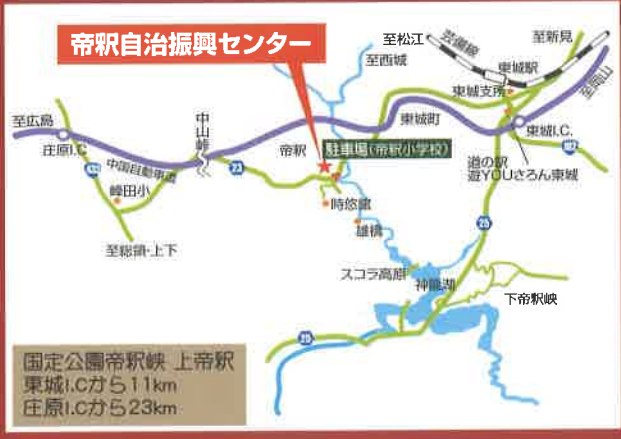 帝釈自治振興センター
至松江
芸備線
至新見
至西城
東城駅
東城支所
至岡山
至広島
中山峠
東城町
庄原I.C
帝釈
駐車場(帝釈小学校)
東城I.C.
中国自動車道
23
432
峰田小
道の駅
遊YOUさろん東城
182
時悠館
雄橋
25
至総領・上下
スコラ高原
神龍湖
下帝釈峡
25
国定公園帝釈峡 上帝釈
東城I.Cから11km
庄原I.Cから23km